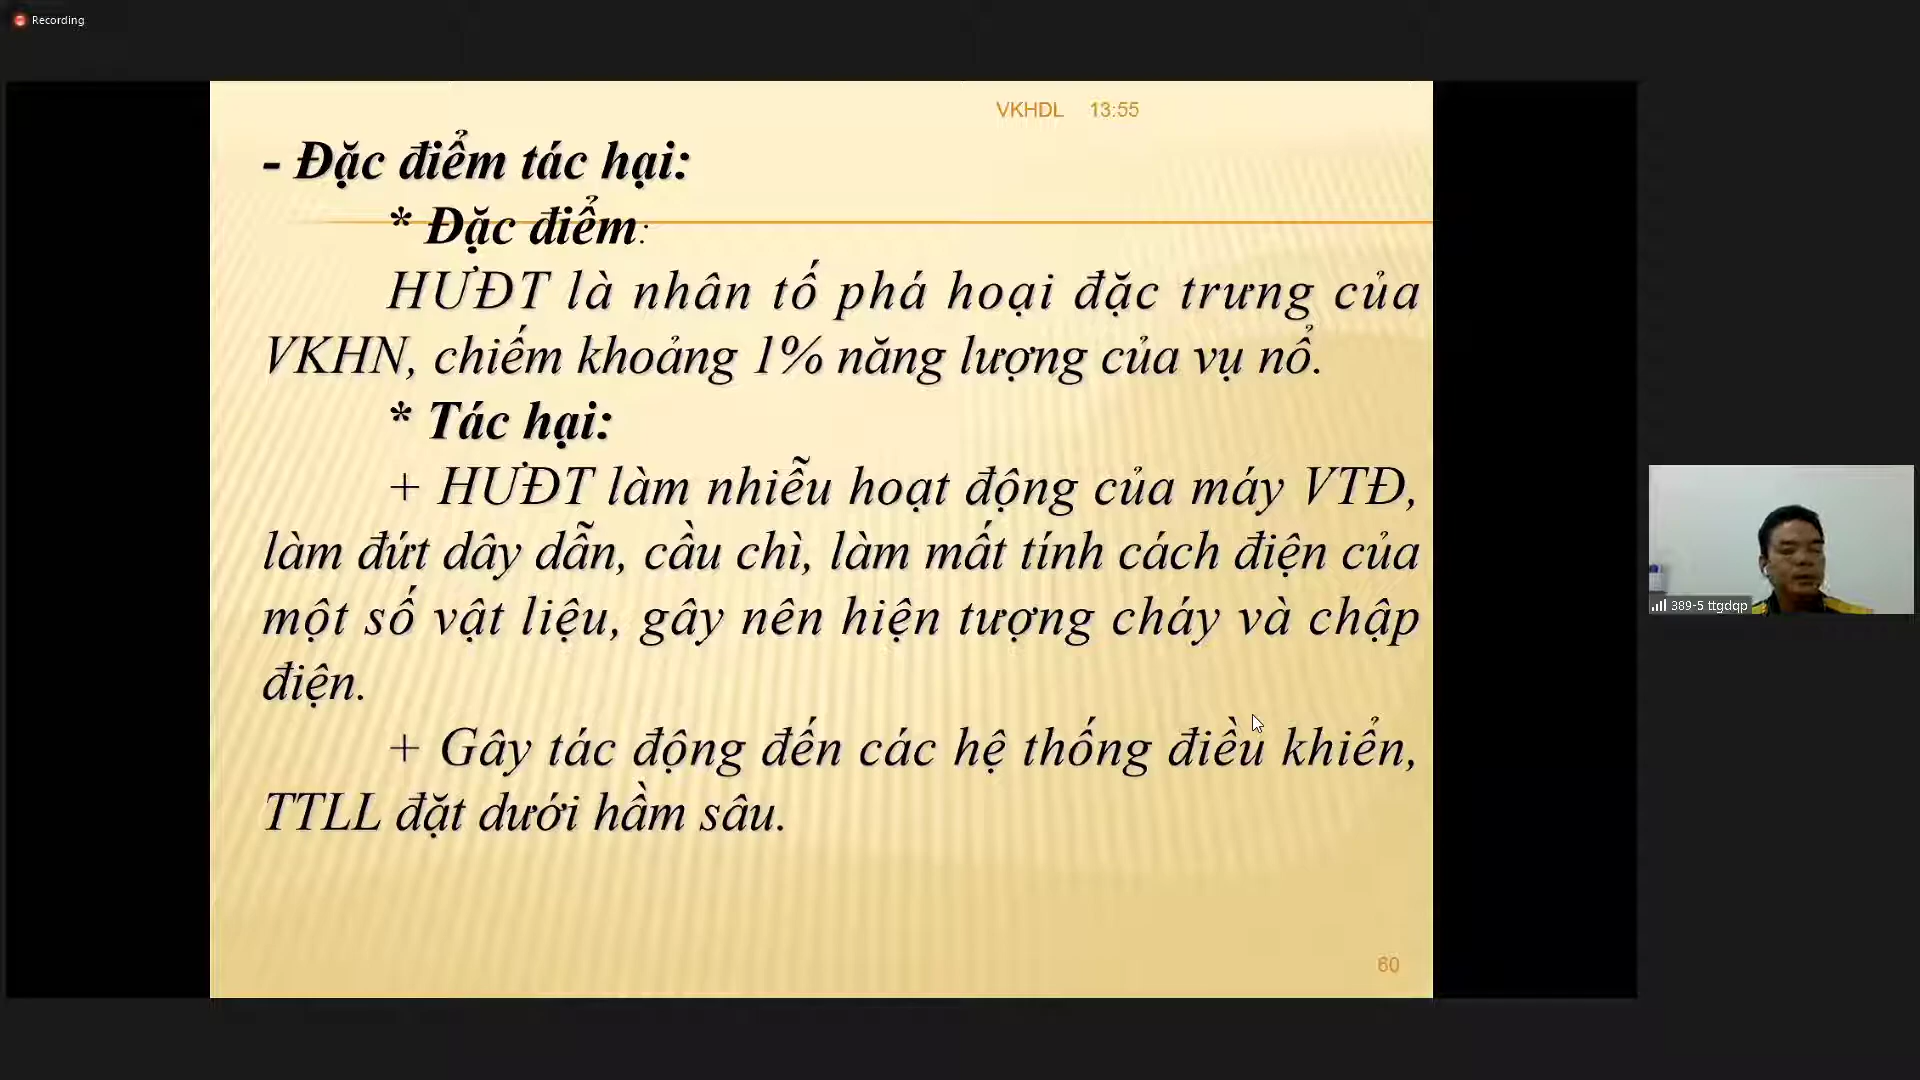 Recording
VKHDL 13:55
- Đặc điểm tác hại:
* Đặc điểm:
HƯĐT là nhân tố phá hoại đặc trưng của
VKHN, chiếm khoảng 1% năng lượng của vụ nổ.
* Tác hại:
+ HƯĐT làm nhiễu hoạt động của máy VTĐ,
làm đứt dây dẫn, cầu chì, làm mất tính cách điện của
một số vật liệu, gây nên hiện tượng cháy và chập
điện.
+ Gây tác động đến các hệ thống điều khiển,
TTLL đặt dưới hầm sâu.
60
389-5 ttgdqp